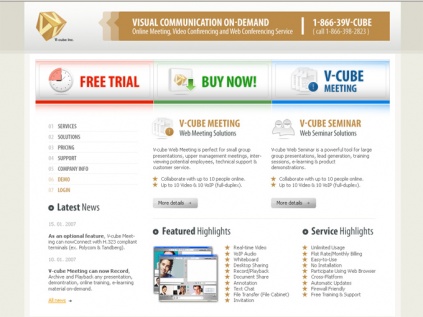 V-cube Inc.
VISUAL COMMUNICATION ON-DEMAND
Online Meeting, Video Confrencing and Web Conferencing Service
1-866-39V-CUBE
( call 1-866-398-2823 )
FREE TRIAL
BUY NOW!
V-CUBE
MEETING
01 SERVICES
02 SOLUTIONS
03 PRICING
04 SUPPORT
05 COMPANY INFO
06 DEMO
07 LOGIN
V-CUBE MEETING
Web Meeting Solutions
V-cube Web Meeting is perfect for small group
presentations, upper management meetings, inter-
viewing potential employees, technical support &
customer service.
Collaborate with up to 10 people online.
Up to 10 Video & 10 VoIP (full-duplex).
More details
V-CUBE SEMINAR
Web Seminar Solutions
V-cube Web Seminar is a powerful tool for large
group presentations, lead generation, training
sessions, e-learning & product
demonstrations.
Collaborate with up to people online.
Up to Video & VoIP (full-duplex).
More details
Latest News
15. 01. 2007
As an optional feature, V-cube Meet-
ing can now Connect with H.323 compliant
terminals (ex. Polycom & Tandberg).
10. 01. 2007
V-cube Meeting can now Record,
Archive and Playback any presentation,
demonstration, online training, e-learning
material on-demand.
All news
Featured Highlights
Real-time Video
VoIP Audio
Whiteboard
Desktop Sharing
Record/Playback
Document Share
Annotation
Text Chat
File Transfer (File Cabinet)
Invitation
Service Highlights
Unlimited Usage
Flat Rate/Monthly Billing
Easy-to-Use
No Installation
Participate Using Web Browser
Cross-Platform
Automatic Updates
Firewall Friendly
Free Training & Support